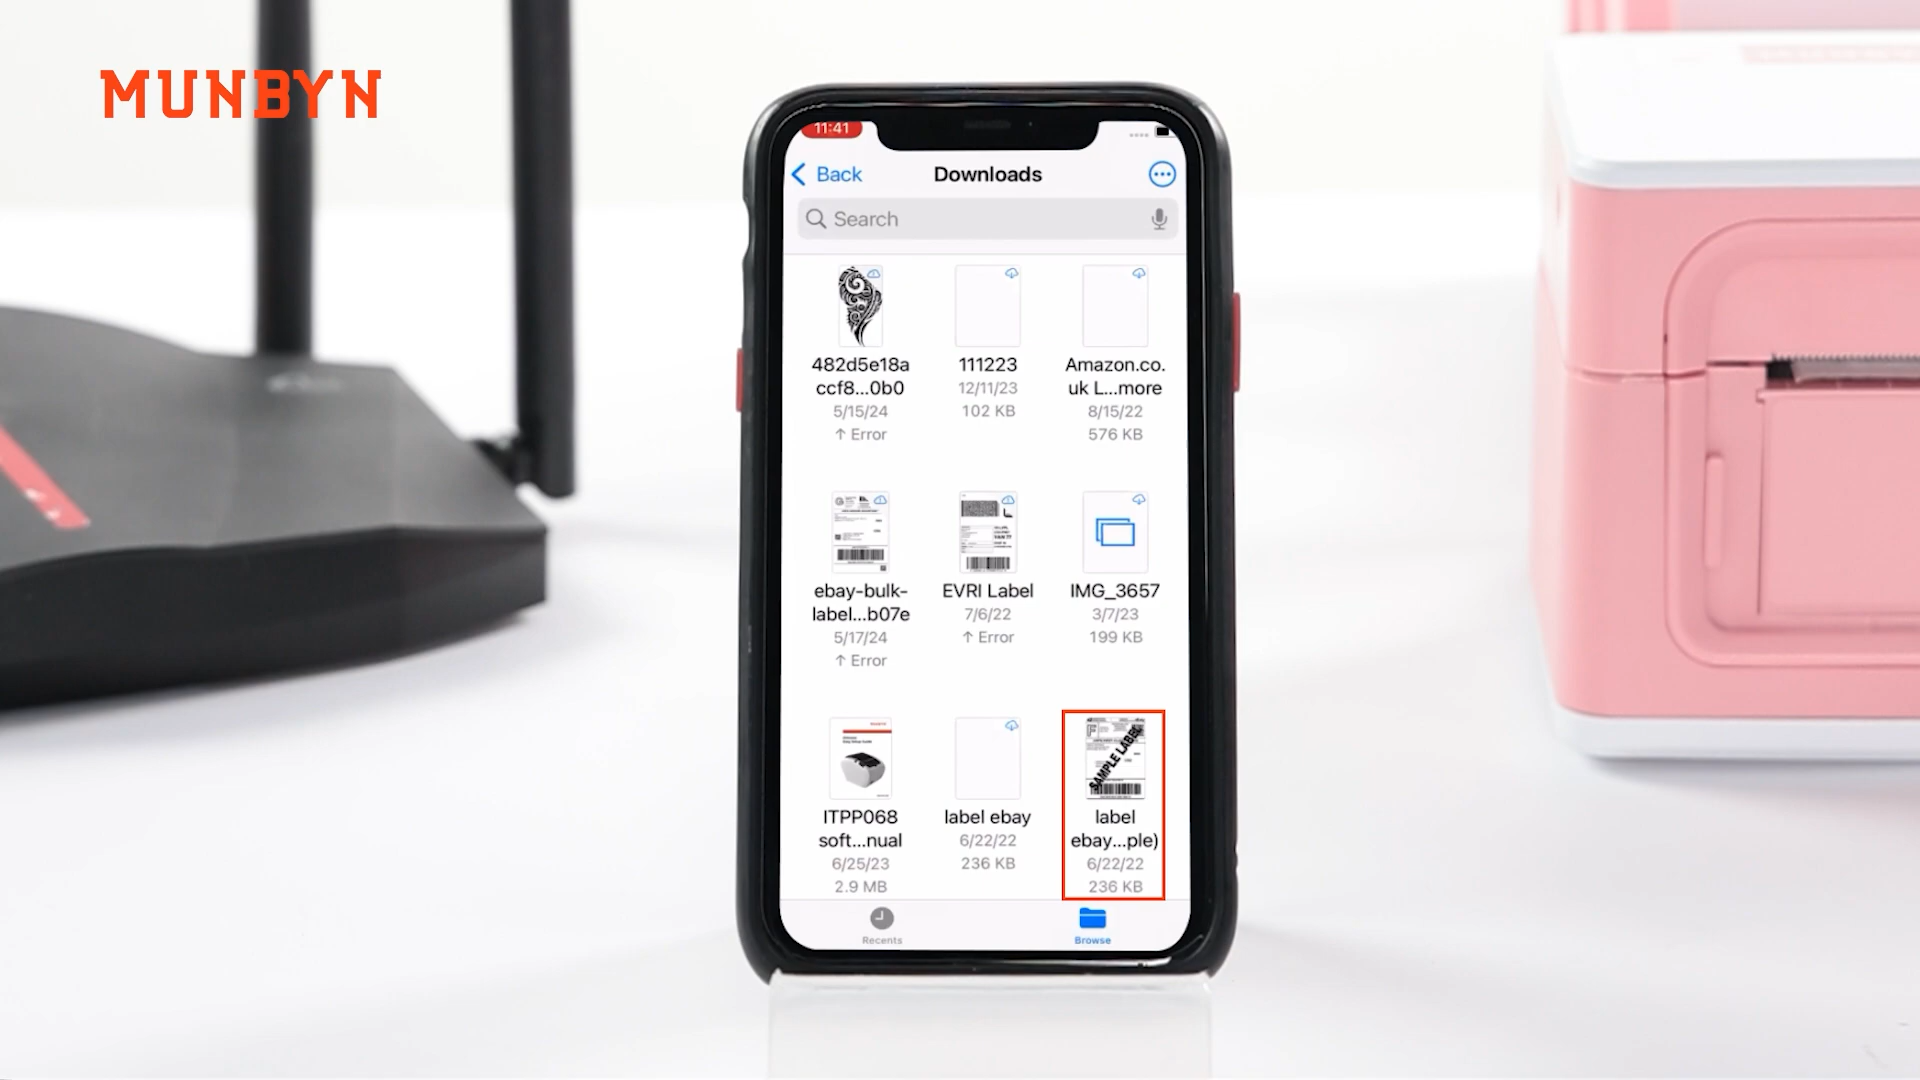 MUNBYN
11:41
Back
Downloads
Search
482d5e18a
ccf8...0b0
5/15/24
↑ Error
111223
12/11/23
102 KB
Amazon.co.
uk L...more
8/15/22
576 KB
ebay-bulk-
label...b07e
5/17/24
↑ Error
EVRI Label
7/6/22
↑ Error
IMG_3657
3/7/23
199 KB
ITPP068
soft...nual
6/25/23
2.9 MB
label ebay
6/22/22
236 KB
SAMPLE LABEL
label
ebay...ple)
6/22/22
236 KB
Recents
Browse